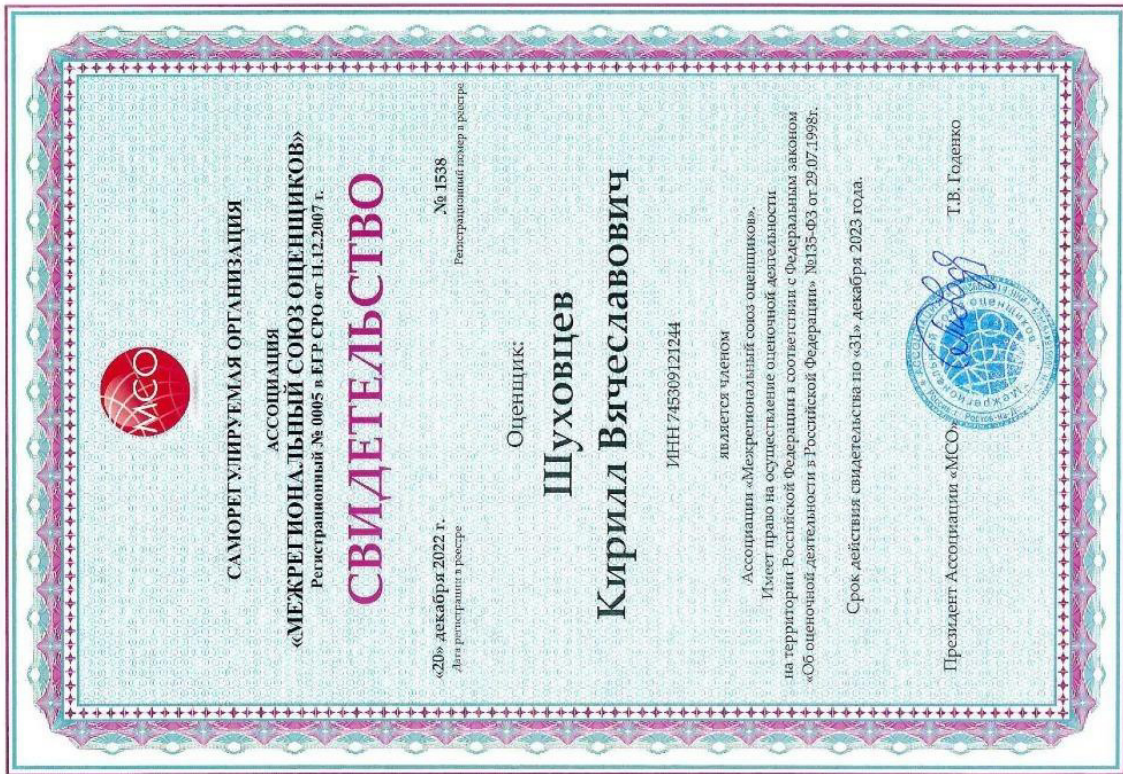 МСО
САМОРЕГУЛИРУЕМАЯ ОРГАНИЗАЦИЯ
АССОЦИАЦИЯ
«МЕЖРЕГИОНАЛЬНЫЙ СОЮЗ ОЦЕНЩИКОВ»
Регистрационный № 0005 в ЕГР СРО от 11.12.2007 г.
СВИДЕТЕЛЬСТВО
«20» декабря 2022 г. № 1538
Дата регистрации в реестре Регистрационный номер в реестре
Оценщик:
Шуховцев
Кирилл Вячеславович
ИНН 745309121244
является членом
Ассоциации «Межрегиональный союз оценщиков».
Имеет право на осуществление оценочной деятельности
на территории Российской Федерации в соответствии с Федеральным законом
«Об оценочной деятельности в Российской Федерации» №135-ФЗ от 29.07.1998г.
Срок действия свидетельства по «31» декабря 2023 года.
Президент Ассоциации «МСО» Т.В. Годенко